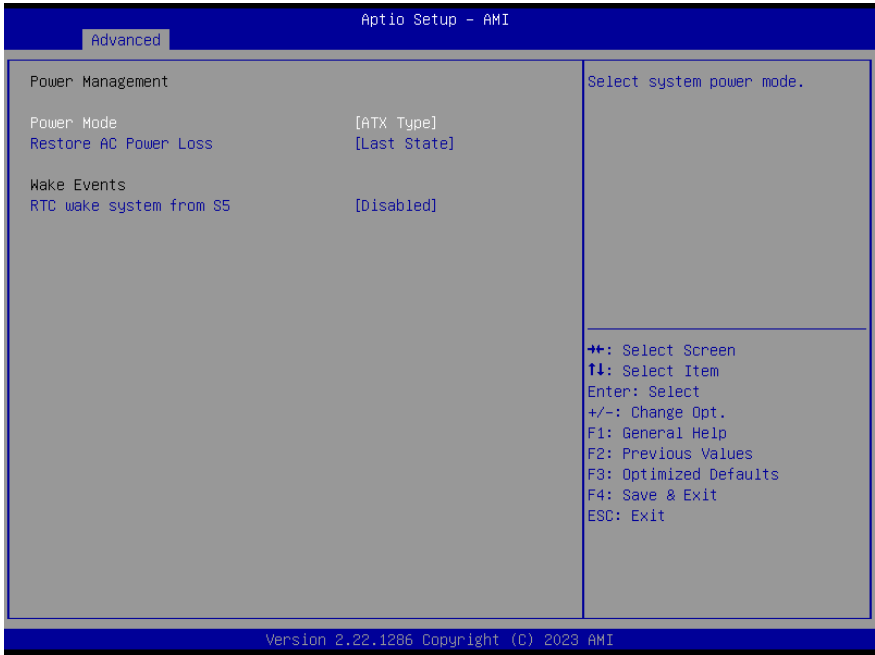 Aptio Setup – AMI
Advanced
Power Management
Power Mode [ATX Type]
Restore AC Power Loss [Last State]
Wake Events
RTC wake system from S5 [Disabled]
Select system power mode.
→←: Select Screen
↑↓: Select Item
Enter: Select
+/-: Change Opt.
F1: General Help
F2: Previous Values
F3: Optimized Defaults
F4: Save & Exit
ESC: Exit
Version 2.22.1286 Copyright (C) 2023 AMI